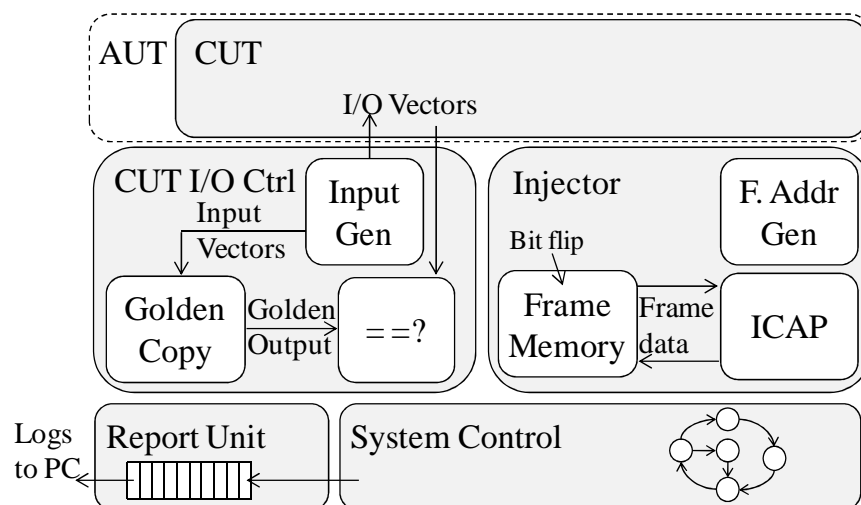 AUT
CUT
I/O Vectors
CUT I/O Ctrl
Input
Gen
Input
Vectors
Golden
Copy
Golden
Output
= =?
Injector
F. Addr
Gen
Bit flip
Frame
Memory
Frame
data
ICAP
Logs
to PC
Report Unit
System Control